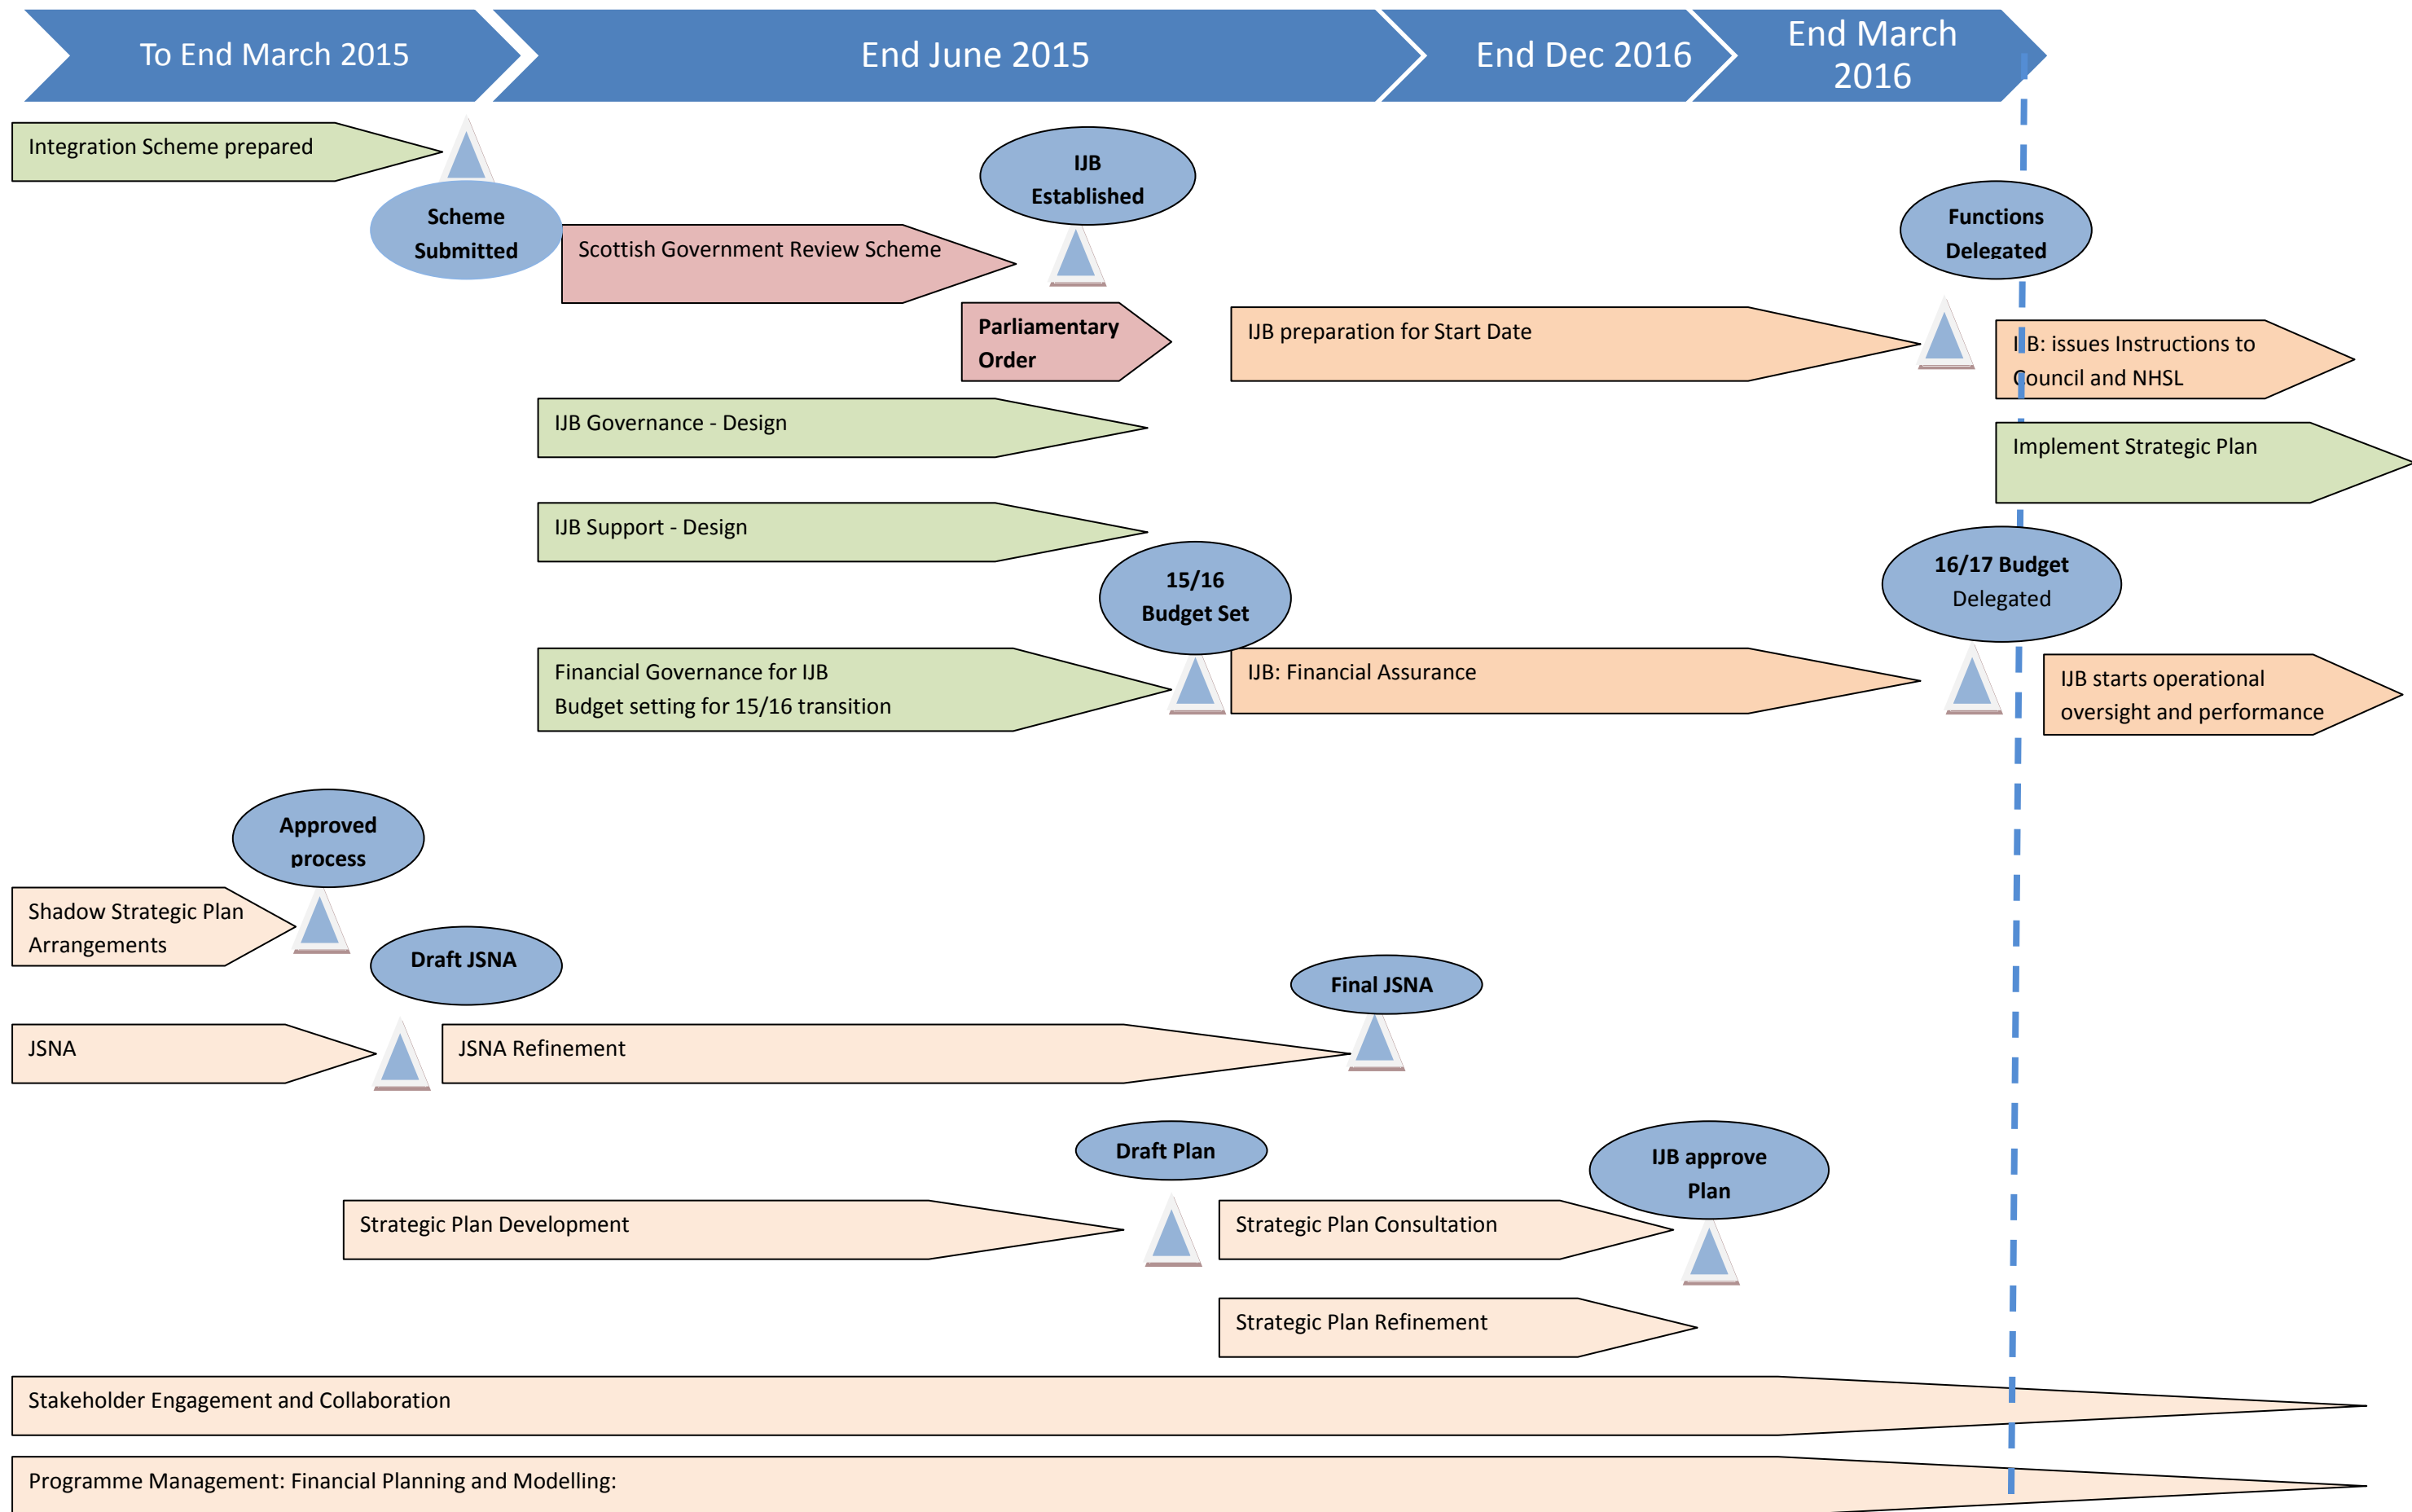 To End March 2015
End June 2015
End Dec 2016
End March
2016
Integration Scheme prepared
Scheme
Submitted
IJB
Established
Functions
Delegated
Scottish Government Review Scheme
Parliamentary
Order
IJB preparation for Start Date
IJB: issues Instructions to
Council and NHSL
IJB Governance - Design
Implement Strategic Plan
IJB Support - Design
15/16
Budget Set
16/17 Budget
Delegated
Financial Governance for IJB
Budget setting for 15/16 transition
IJB: Financial Assurance
IJB starts operational
oversight and performance
Approved
process
Shadow Strategic Plan
Arrangements
Draft JSNA
Final JSNA
JSNA
JSNA Refinement
Draft Plan
IJB approve
Plan
Strategic Plan Development
Strategic Plan Consultation
Strategic Plan Refinement
Stakeholder Engagement and Collaboration
Programme Management: Financial Planning and Modelling: